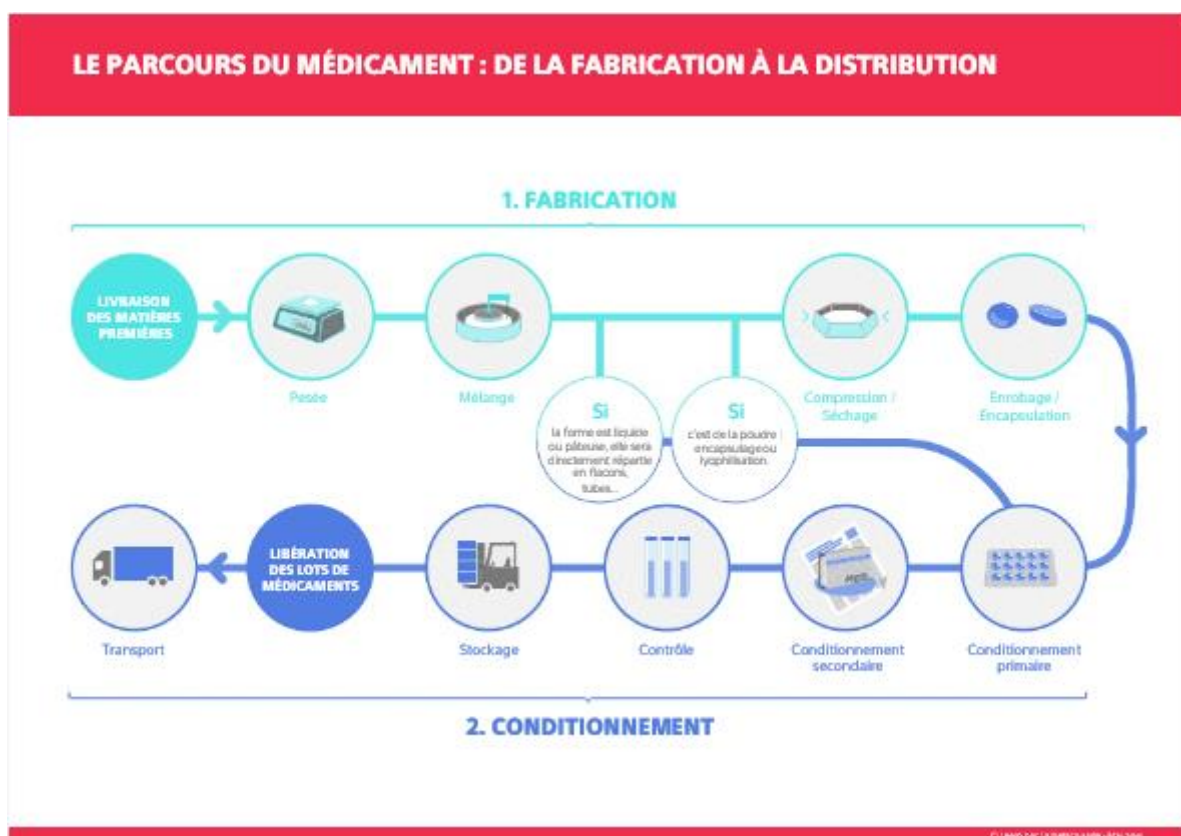 LE PARCOURS DU MÉDICAMENT : DE LA FABRICATION À LA DISTRIBUTION
1. FABRICATION
LIVRAISON
DES MATIÈRES
PREMIÈRES
Pesée
Mélange
Compression /
Séchage
Enrobage /
Encapsulation
Si
la forme est liquide
ou pâteuse, elle sera
directement répartie
en flacons,
tubes...
Si
c'est de la poudre :
encapsulage ou
lyophilisation.
Transport
LIBÉRATION
DES LOTS DE
MÉDICAMENTS
Stockage
Contrôle
Conditionnement
secondaire
Conditionnement
primaire
2. CONDITIONNEMENT